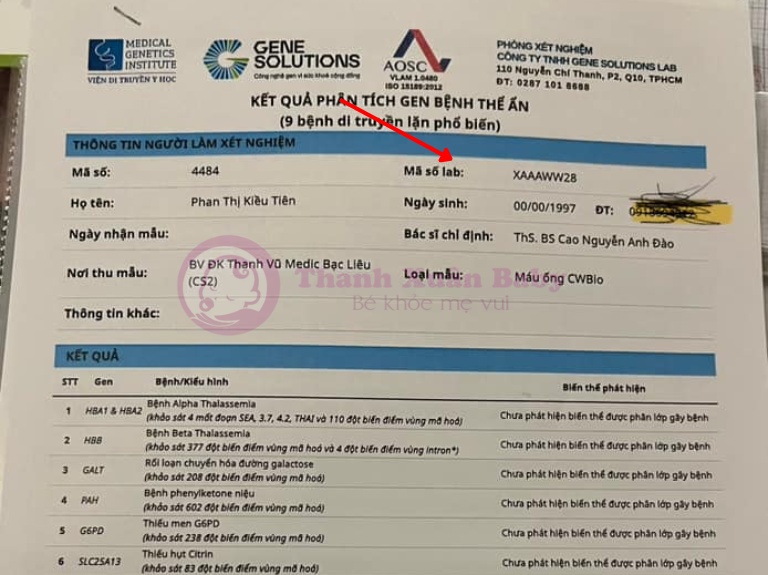 MEDICAL
GENETICS
INSTITUTE
VIỆN DI TRUYỀN Y HỌC
GENE
SOLUTIONS
Công nghệ gen vì sức khoẻ cộng đồng
AOSC
VLAM 1.0480
ISO 15189:2012
PHÒNG XÉT NGHIỆM
CÔNG TY TNHH GENE SOLUTIONS LAB
110 Nguyễn Chí Thanh, P2, Q10, TPHCM
ĐT: 0287 101 8688
KẾT QUẢ PHÂN TÍCH GEN BỆNH THỂ ẨN
(9 bệnh di truyền lặn phổ biến)
THÔNG TIN NGƯỜI LÀM XÉT NGHIỆM
Mã số: 4484 Mã số lab: XAAAWW28
Họ tên: Phan Thị Kiều Tiên Ngày sinh: 00/00/1997 ĐT:
Ngày nhận mẫu: Bác sĩ chỉ định: ThS. BS Cao Nguyễn Anh Đào
Nơi thu mẫu: BV ĐK Thanh Vũ Medic Bạc Liêu (CS2) Loại mẫu: Máu ống CWBio
Thanh Xuân Baby
Bé khỏe mẹ vui
Thông tin khác:
KẾT QUẢ
STT Gen Bệnh/Kiểu hình Biến thể phát hiện
1 HBA1 & HBA2 Bệnh Alpha Thalassemia Chưa phát hiện biến thể được phân lớp gây bệnh
(khảo sát 4 mất đoạn SEA, 3.7, 4.2, THAI và 110 đột biến điểm vùng mã hoá)
2 HBB Bệnh Beta Thalassemia Chưa phát hiện biến thể được phân lớp gây bệnh
(khảo sát 377 đột biến điểm vùng mã hoá và 4 đột biến điểm vùng intron*)
3 GALT Rối loạn chuyển hóa đường galactose Chưa phát hiện biến thể được phân lớp gây bệnh
(khảo sát 208 đột biến điểm vùng mã hoá)
4 PAH Bệnh phenylketone niệu Chưa phát hiện biến thể được phân lớp gây bệnh
(khảo sát 602 đột biến điểm vùng mã hoá)
5 G6PD Thiếu men G6PD Chưa phát hiện biến thể được phân lớp gây bệnh
(khảo sát 238 đột biến điểm vùng mã hoá)
6 SLC25A13 Thiếu hụt Citrin Chưa phát hiện biến thể được phân lớp gây bệnh
(khảo sát 83 đột biến điểm vùng mã hoá)